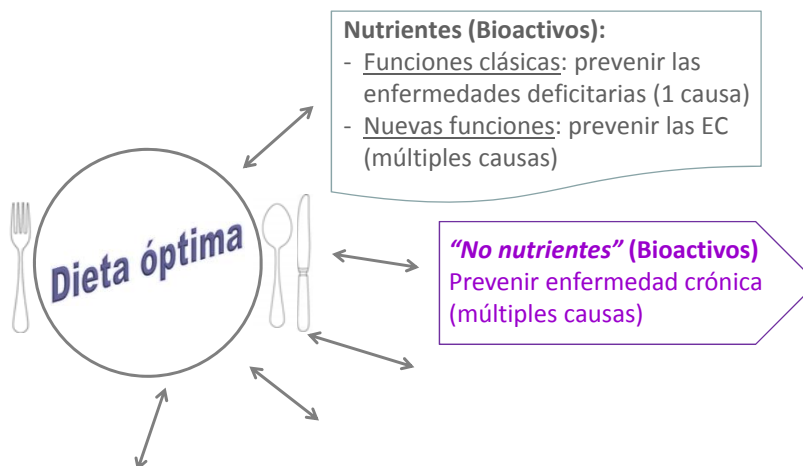 Nutrientes (Bioactivos):
- Funciones clásicas: prevenir las
enfermedades deficitarias (1 causa)
- Nuevas funciones: prevenir las EC
(múltiples causas)
Dieta óptima
“No nutrientes” (Bioactivos)
Prevenir enfermedad crónica
(múltiples causas)